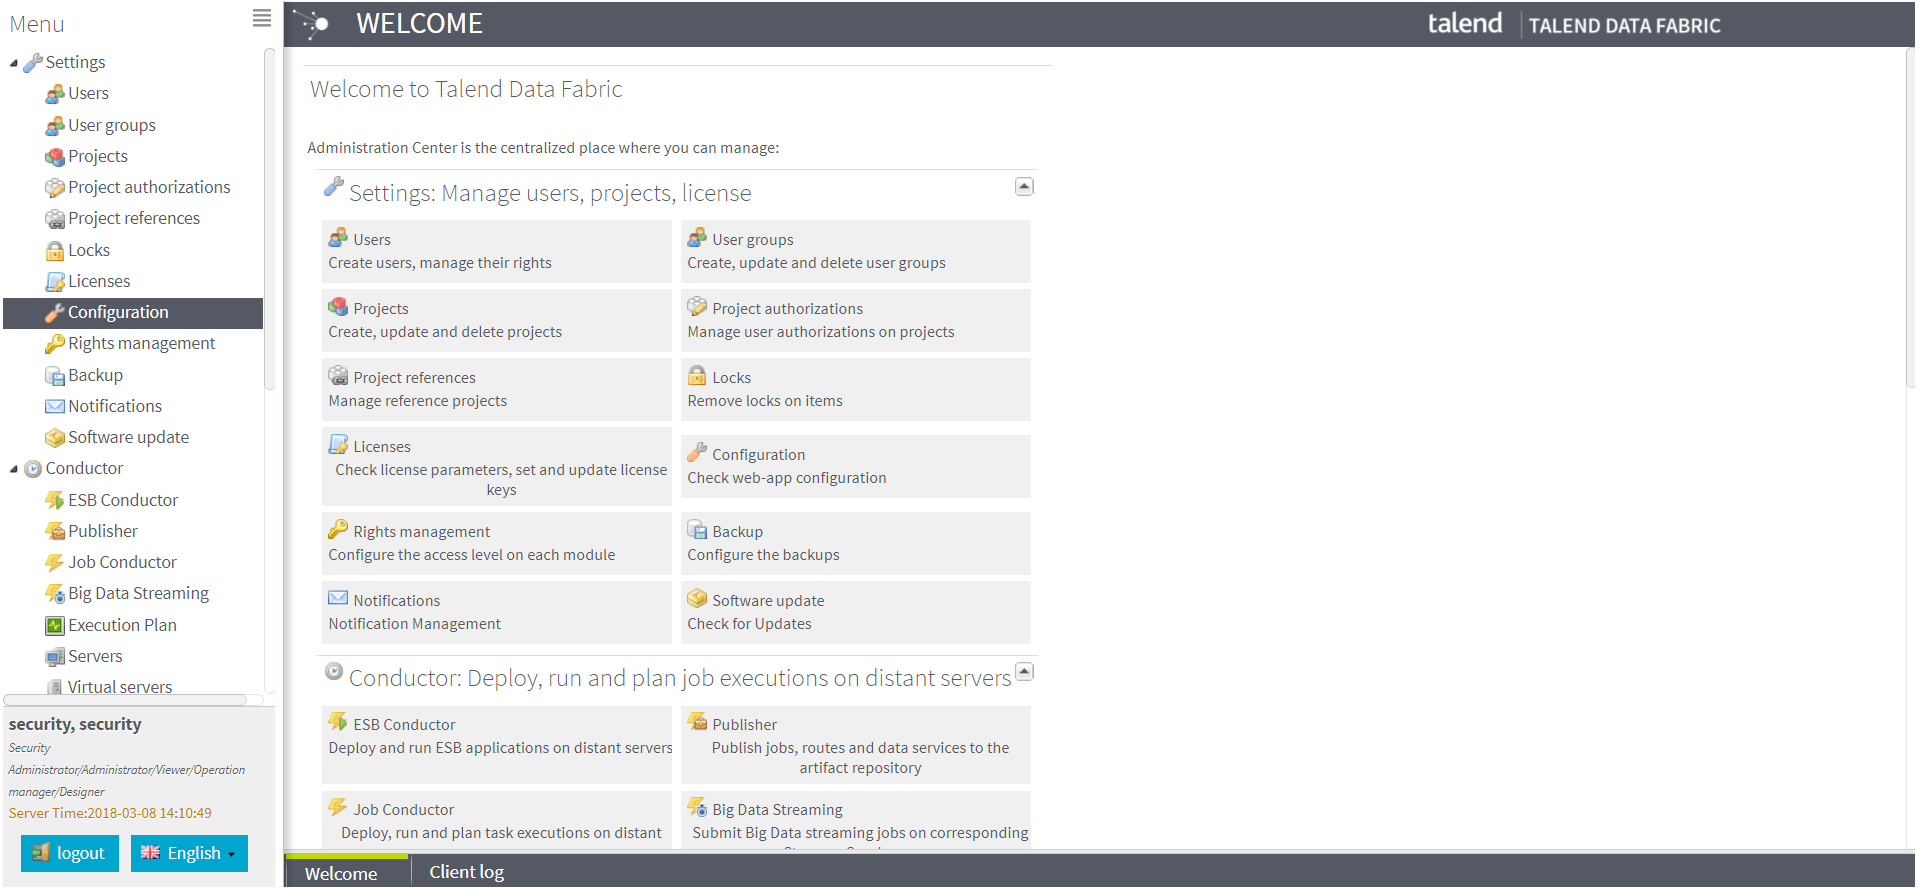 Menu
Settings
Users
User groups
Projects
Project authorizations
Project references
Locks
Licenses
Configuration
Rights management
Backup
Notifications
Software update
Conductor
ESB Conductor
Publisher
Job Conductor
Big Data Streaming
Execution Plan
Servers
Virtual servers
security, security
Security
Administrator/Administrator/Viewer/Operation
manager/Designer
Server Time:2018-03-08 14:10:49
logout
English
WELCOME
talend
TALEND DATA FABRIC
Welcome to Talend Data Fabric
Administration Center is the centralized place where you can manage:
Settings: Manage users, projects, license
Users
Create users, manage their rights
User groups
Create, update and delete user groups
Projects
Create, update and delete projects
Project authorizations
Manage user authorizations on projects
Project references
Manage reference projects
Locks
Remove locks on items
Licenses
Check license parameters, set and update license
keys
Configuration
Check web-app configuration
Rights management
Configure the access level on each module
Backup
Configure the backups
Notifications
Notification Management
Software update
Check for Updates
Conductor: Deploy, run and plan job executions on distant servers
ESB Conductor
Deploy and run ESB applications on distant servers
Publisher
Publish jobs, routes and data services to the
artifact repository
Job Conductor
Deploy, run and plan task executions on distant
Big Data Streaming
Submit Big Data streaming jobs on corresponding
Welcome
Client log